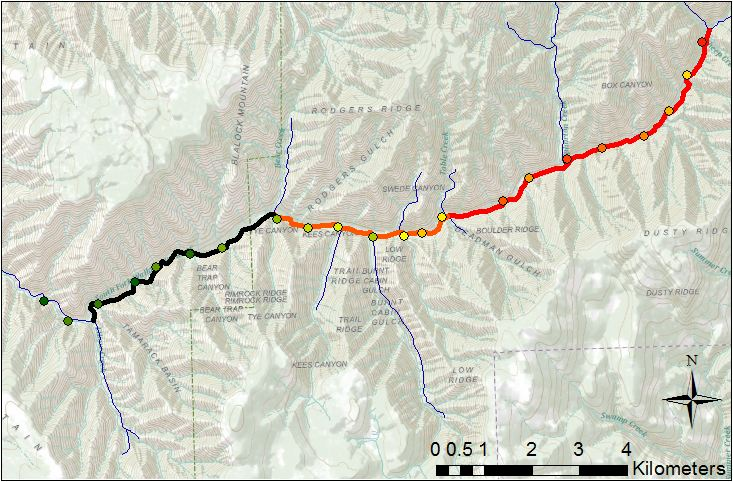 TAIN
BLALOCK MOUNTAIN
RODGERS RIDGE
RODGERS GULCH
Table Creek
SWEDE CANYON
BOX CANYON
TYE CANYON
KEES CANYON
DEADMAN GULCH
BOULDER RIDGE
DUSTY RIDGE
LOW
RIDGE
Summer Creek
BEAR
TRAP
CANYON
RIMROCK RIDGE
RIMROCK RIDGE
BEAR TRAP
CANYON
TYE CANYON
TRAIL
RIDGE
BURNT
CABIN
GULCH
BURNT
CABIN
GULCH
TRAIL
RIDGE
DUSTY RIDGE
TAMARACK BASIN
KEES CANYON
LOW
RIDGE
TAIN
Swamp Creek
N
0 0.5 1 2 3 4
Kilometers